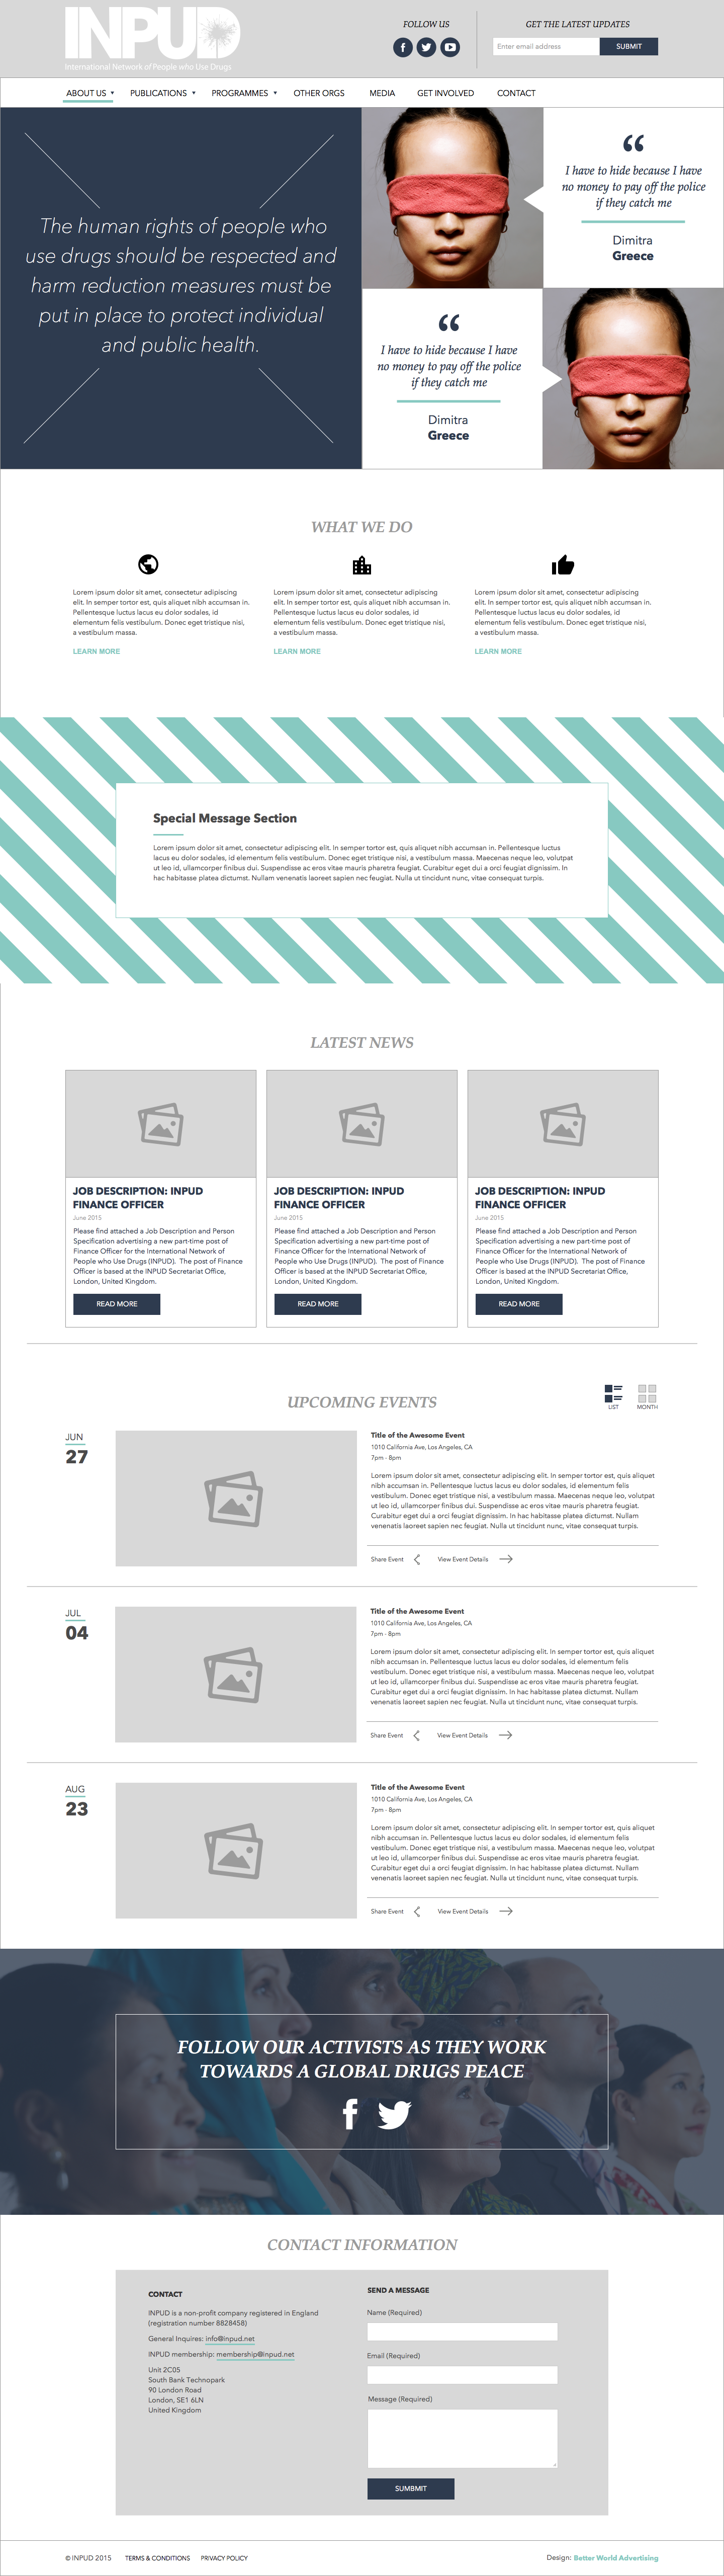 INPUD
International Network of People who Use Drugs
FOLLOW US
GET THE LATEST UPDATES
Enter email address
SUBMIT
ABOUT US
PUBLICATIONS
PROGRAMMES
OTHER ORGS
MEDIA
GET INVOLVED
CONTACT
The human rights of people who
use drugs should be respected and
harm reduction measures must be
put in place to protect individual
and public health.
“
I have to hide because I have
no money to pay off the police
if they catch me
Dimitra
Greece
“
I have to hide because I have
no money to pay off the police
if they catch me
Dimitra
Greece
WHAT WE DO
Lorem ipsum dolor sit amet, consectetur adipiscing
elit. In semper tortor est, quis aliquet nibh accumsan in.
Pellentesque luctus lacus eu dolor sodales, id
elementum felis vestibulum. Donec eget tristique nisi,
a vestibulum massa.
LEARN MORE
Lorem ipsum dolor sit amet, consectetur adipiscing
elit. In semper tortor est, quis aliquet nibh accumsan in.
Pellentesque luctus lacus eu dolor sodales, id
elementum felis vestibulum. Donec eget tristique nisi,
a vestibulum massa.
LEARN MORE
Lorem ipsum dolor sit amet, consectetur adipiscing
elit. In semper tortor est, quis aliquet nibh accumsan in.
Pellentesque luctus lacus eu dolor sodales, id
elementum felis vestibulum. Donec eget tristique nisi,
a vestibulum massa.
LEARN MORE
Special Message Section
Lorem ipsum dolor sit amet, consectetur adipiscing elit. In semper tortor est, quis aliquet nibh accumsan in. Pellentesque luctus
lacus eu dolor sodales, id elementum felis vestibulum. Donec eget tristique nisi, a vestibulum massa. Maecenas neque leo, volutpat
ut leo id, ullamcorper finibus dui. Suspendisse ac eros vitae mauris pharetra feugiat. Curabitur eget dui a orci feugiat dignissim. In
hac habitasse platea dictumst. Nullam venenatis laoreet sapien nec feugiat. Nulla ut tincidunt nunc, vitae consequat turpis.
LATEST NEWS
JOB DESCRIPTION: INPUD
FINANCE OFFICER
June 2015
Please find attached a Job Description and Person
Specification advertising a new part-time post of
Finance Officer for the International Network of
People who Use Drugs (INPUD). The post of Finance
Officer is based at the INPUD Secretariat Office,
London, United Kingdom.
READ MORE
JOB DESCRIPTION: INPUD
FINANCE OFFICER
June 2015
Please find attached a Job Description and Person
Specification advertising a new part-time post of
Finance Officer for the International Network of
People who Use Drugs (INPUD). The post of Finance
Officer is based at the INPUD Secretariat Office,
London, United Kingdom.
READ MORE
JOB DESCRIPTION: INPUD
FINANCE OFFICER
June 2015
Please find attached a Job Description and Person
Specification advertising a new part-time post of
Finance Officer for the International Network of
People who Use Drugs (INPUD). The post of Finance
Officer is based at the INPUD Secretariat Office,
London, United Kingdom.
READ MORE
UPCOMING EVENTS
LIST
MONTH
JUN
27
Title of the Awesome Event
1010 California Ave, Los Angeles, CA
7pm - 8pm
Lorem ipsum dolor sit amet, consectetur adipiscing elit. In semper tortor est, quis aliquet
nibh accumsan in. Pellentesque luctus lacus eu dolor sodales, id elementum felis
vestibulum. Donec eget tristique nisi, a vestibulum massa. Maecenas neque leo, volutpat
ut leo id, ullamcorper finibus dui. Suspendisse ac eros vitae mauris pharetra feugiat.
Curabitur eget dui a orci feugiat dignissim. In hac habitasse platea dictumst. Nullam
venenatis laoreet sapien nec feugiat. Nulla ut tincidunt nunc, vitae consequat turpis.
Share Event
View Event Details
JUL
04
Title of the Awesome Event
1010 California Ave, Los Angeles, CA
7pm - 8pm
Lorem ipsum dolor sit amet, consectetur adipiscing elit. In semper tortor est, quis aliquet
nibh accumsan in. Pellentesque luctus lacus eu dolor sodales, id elementum felis
vestibulum. Donec eget tristique nisi, a vestibulum massa. Maecenas neque leo, volutpat
ut leo id, ullamcorper finibus dui. Suspendisse ac eros vitae mauris pharetra feugiat.
Curabitur eget dui a orci feugiat dignissim. In hac habitasse platea dictumst. Nullam
venenatis laoreet sapien nec feugiat. Nulla ut tincidunt nunc, vitae consequat turpis.
Share Event
View Event Details
AUG
23
Title of the Awesome Event
1010 California Ave, Los Angeles, CA
7pm - 8pm
Lorem ipsum dolor sit amet, consectetur adipiscing elit. In semper tortor est, quis aliquet
nibh accumsan in. Pellentesque luctus lacus eu dolor sodales, id elementum felis
vestibulum. Donec eget tristique nisi, a vestibulum massa. Maecenas neque leo, volutpat
ut leo id, ullamcorper finibus dui. Suspendisse ac eros vitae mauris pharetra feugiat.
Curabitur eget dui a orci feugiat dignissim. In hac habitasse platea dictumst. Nullam
venenatis laoreet sapien nec feugiat. Nulla ut tincidunt nunc, vitae consequat turpis.
Share Event
View Event Details
FOLLOW OUR ACTIVISTS AS THEY WORK
TOWARDS A GLOBAL DRUGS PEACE
CONTACT INFORMATION
CONTACT
INPUD is a non-profit company registered in England
(registration number 8828458)
General Inquires: info@inpud.net
INPUD membership: membership@inpud.net
Unit 2C05
South Bank Technopark
90 London Road
London, SE1 6LN
United Kingdom
SEND A MESSAGE
Name (Required)
Email (Required)
Message (Required)
SUMBMIT
© INPUD 2015
TERMS & CONDITIONS
PRIVACY POLICY
Design: Better World Advertising